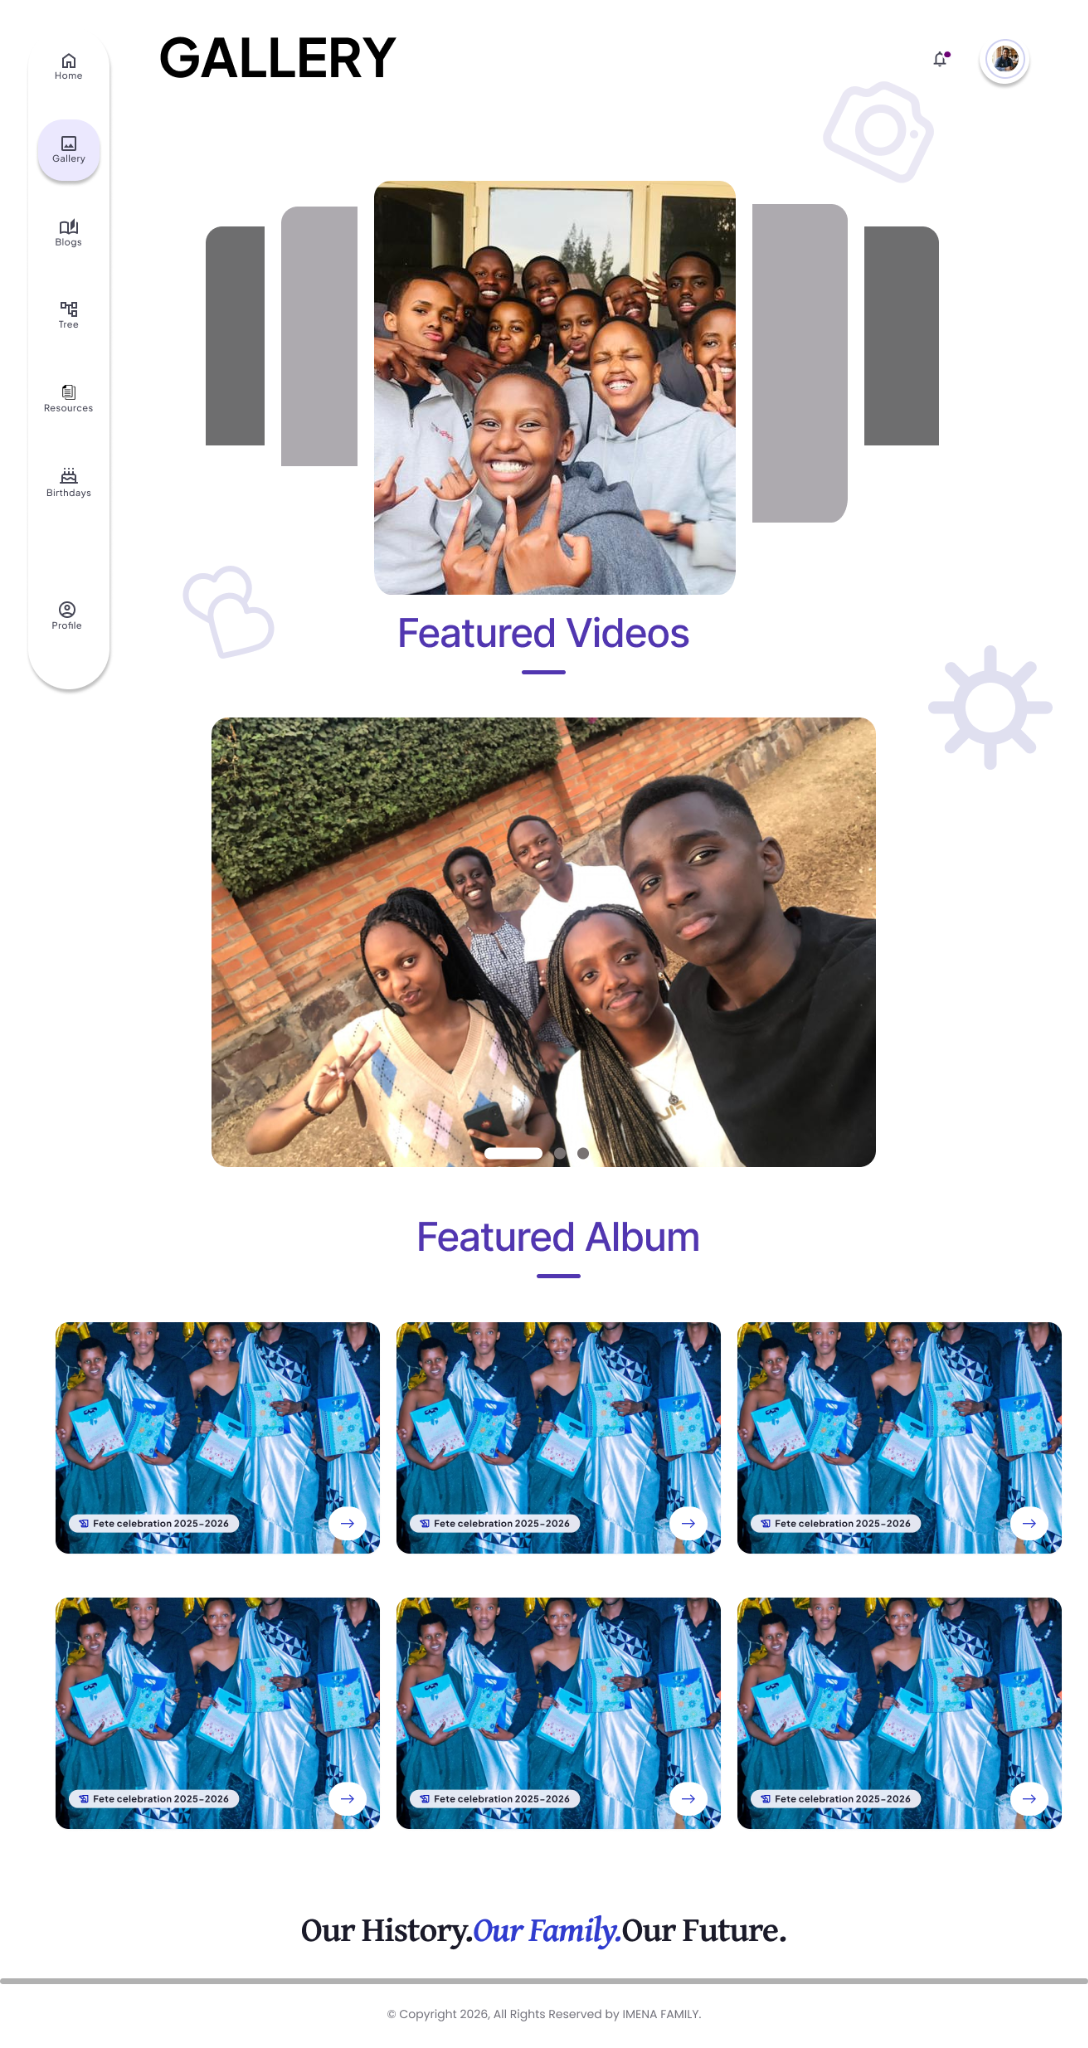 GALLERY
Home
Gallery
Blogs
Tree
Resources
Birthdays
Profile
Featured Videos
Featured Album
Fete celebration 2025-2026
Fete celebration 2025-2026
Fete celebration 2025-2026
Fete celebration 2025-2026
Fete celebration 2025-2026
Fete celebration 2025-2026
Our History.Our Family.Our Future.
© Copyright 2026, All Rights Reserved by IMENA FAMILY.